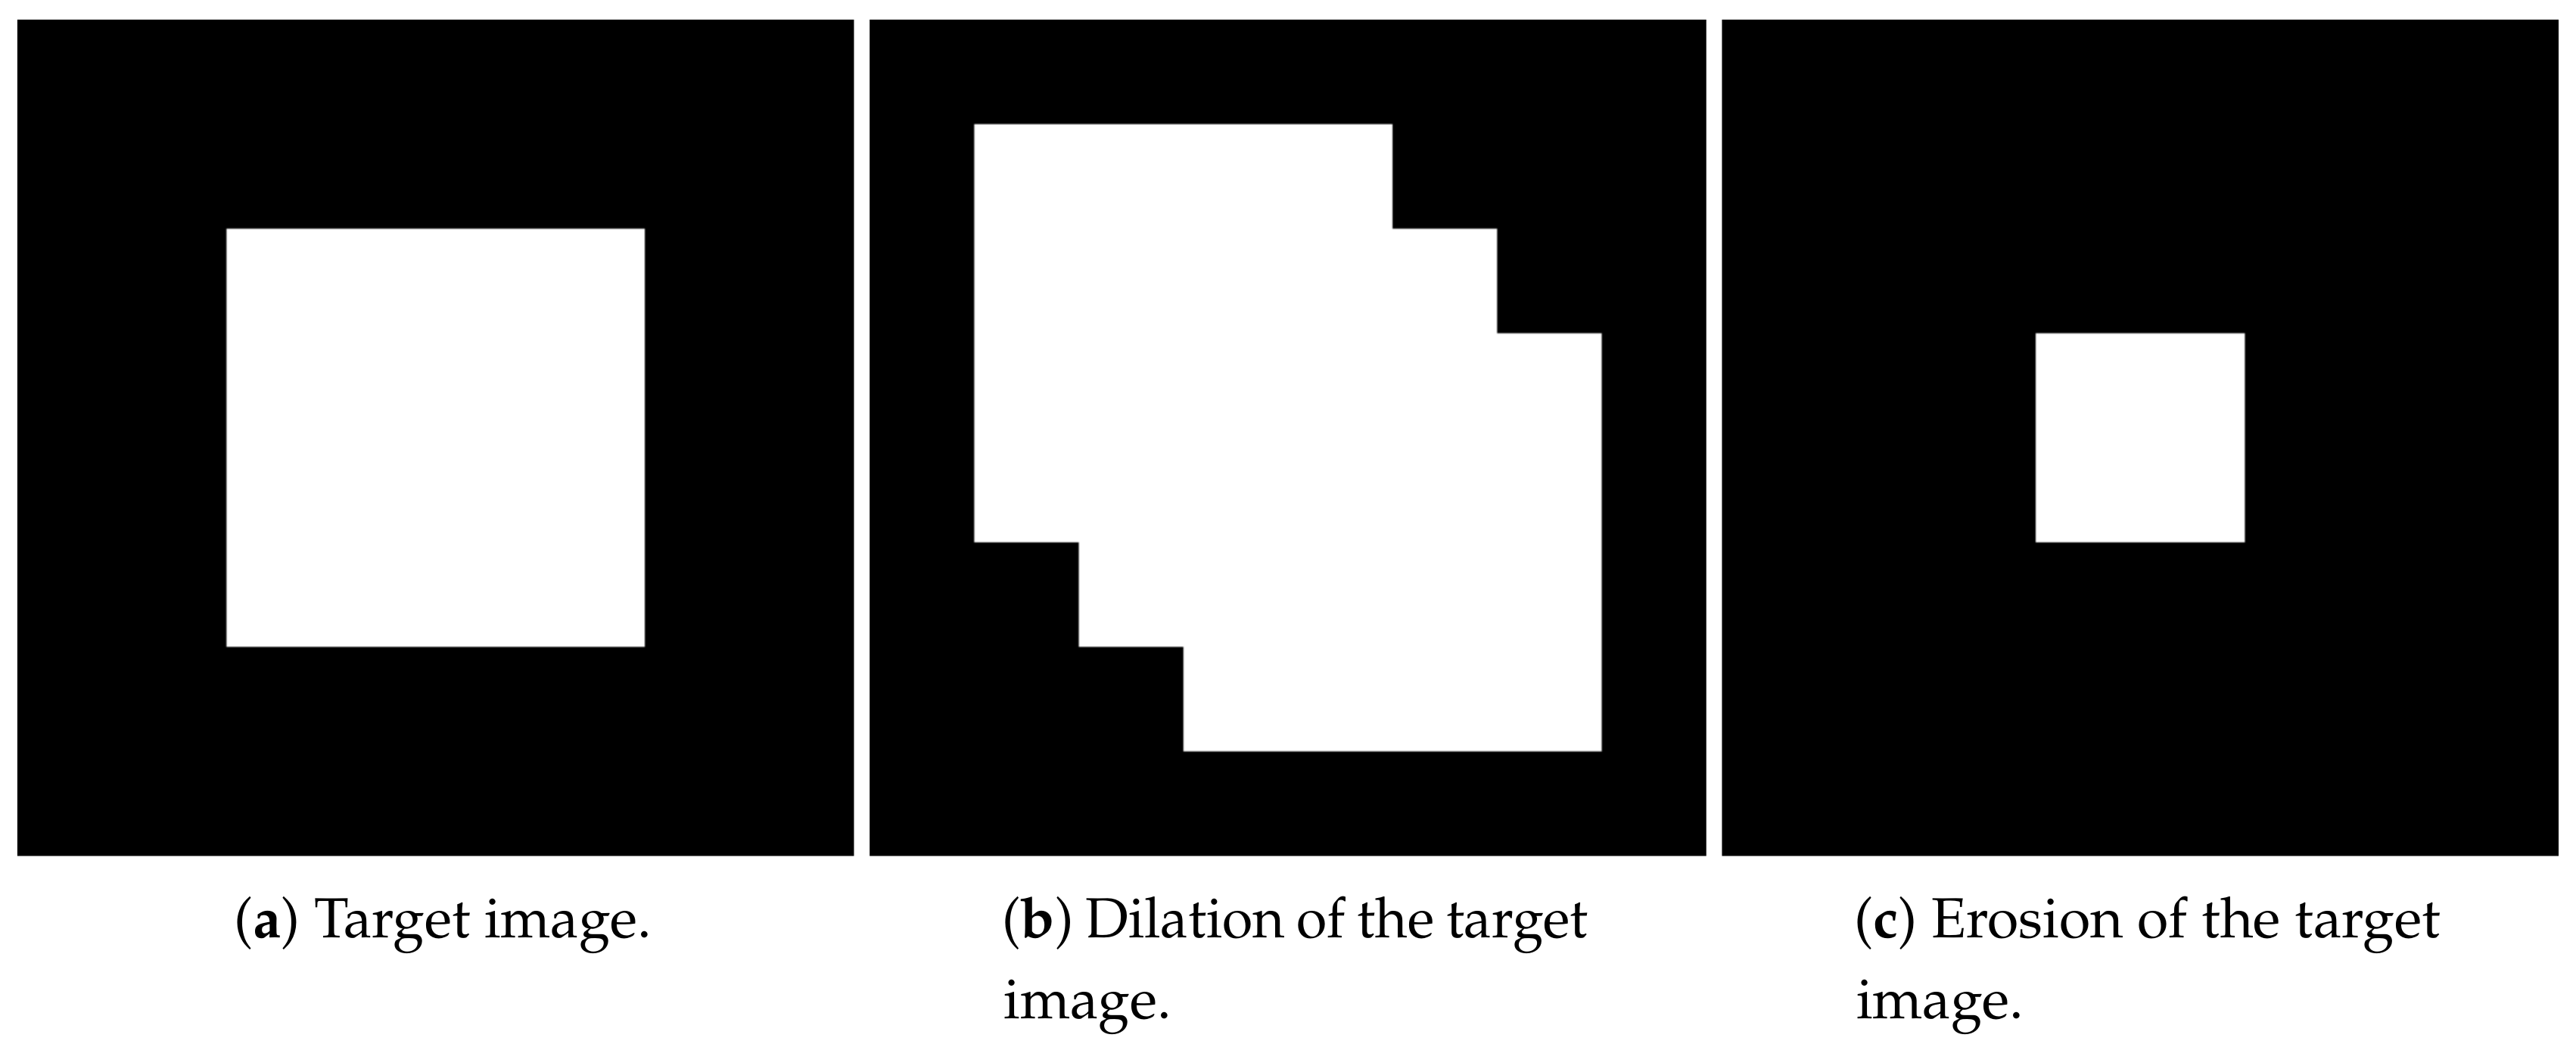 (a) Target image.
(b) Dilation of the target
image.
(c) Erosion of the target
image.